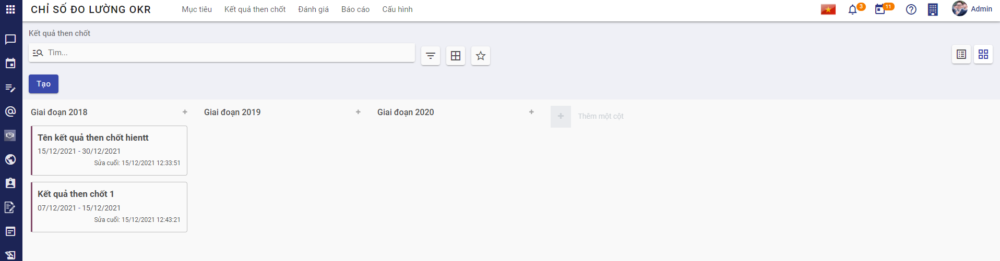 CHỈ SỐ ĐO LƯỜNG OKR
Mục tiêu
Kết quả then chốt
Đánh giá
Báo cáo
Cấu hình
3
11
Admin
Kết quả then chốt
Tìm...
Tạo
Giai đoạn 2018
Giai đoạn 2019
Giai đoạn 2020
Thêm một cột
Tên kết quả then chốt hientt
15/12/2021 - 30/12/2021
Sửa cuối: 15/12/2021 12:33:51
Kết quả then chốt 1
07/12/2021 - 15/12/2021
Sửa cuối: 15/12/2021 12:43:21